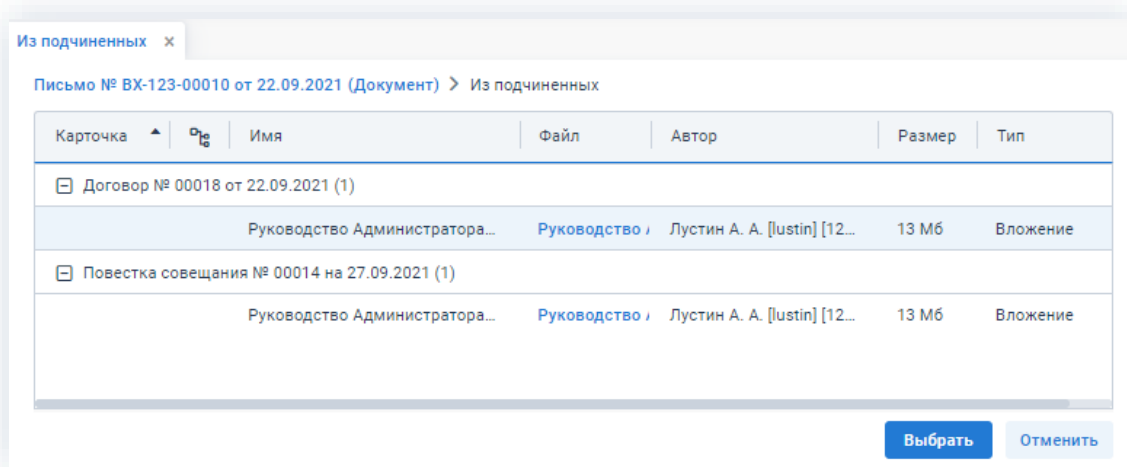 Из подчиненных ×
Письмо № ВХ-123-00010 от 22.09.2021 (Документ) > Из подчиненных
Карточка Имя Файл Автор Размер Тип
Договор № 00018 от 22.09.2021 (1)
Руководство Администратора... Руководство Лустин А. А. [lustin] [12... 13 Мб Вложение
Повестка совещания № 00014 на 27.09.2021 (1)
Руководство Администратора... Руководство Лустин А. А. [lustin] [12... 13 Мб Вложение
Выбрать Отменить